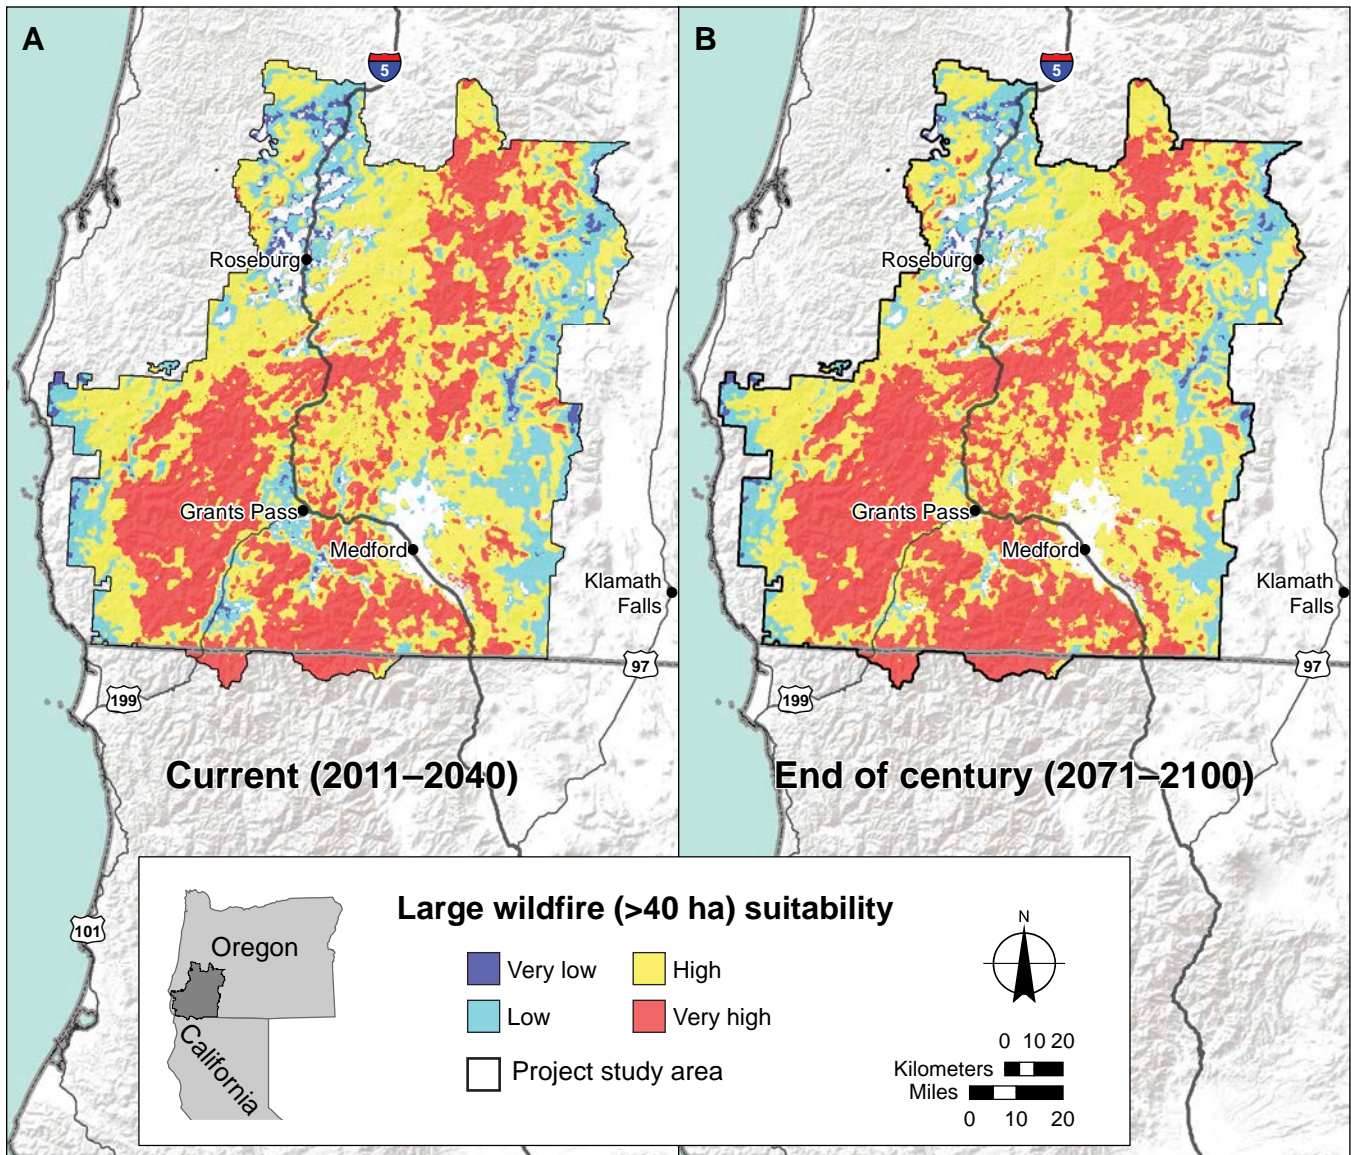 A
5
Roseburg
Grants Pass
Medford
Klamath
Falls
97
199
Current (2011–2040)
101
B
5
Roseburg
Grants Pass
Medford
Klamath
Falls
97
199
End of century (2071–2100)
Oregon
California
Large wildfire (>40 ha) suitability
Very low
High
Low
Very high
Project study area
N
0 10 20
Kilometers
Miles
0 10 20